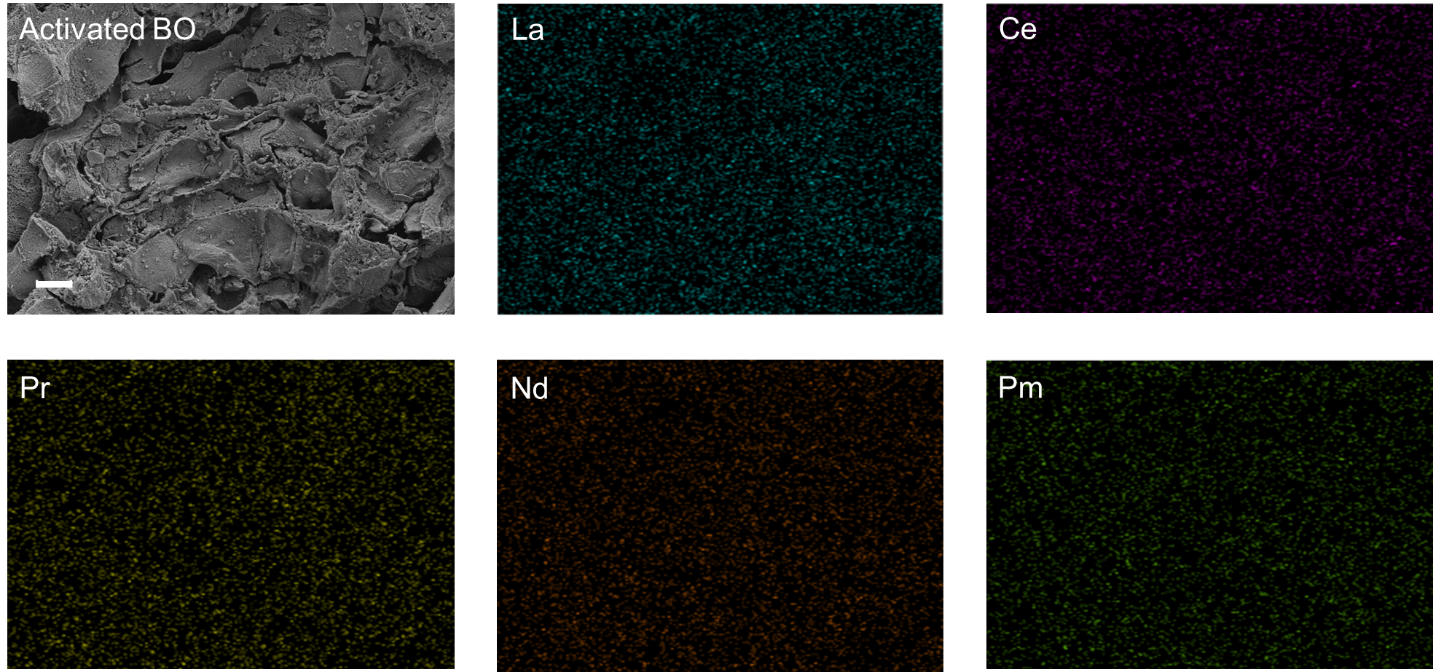 Activated BO
La
Ce
Pr
Nd
Pm